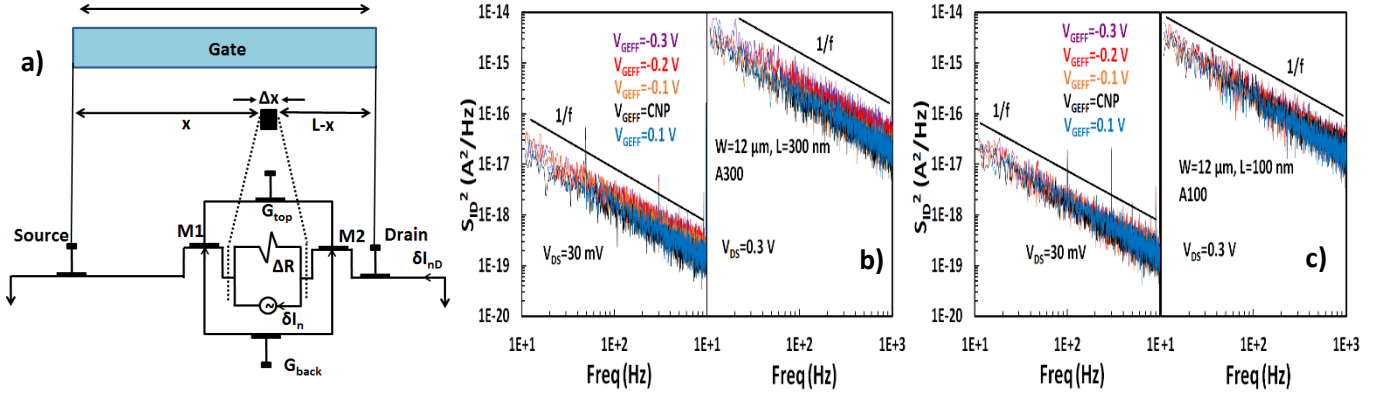 a)
Gate
Δx
x
L-x
G_top
Source
M1
M2
Drain
ΔR
δI_nD
δI_n
G_back
S_ID^2 (A^2/Hz)
1E-14
1E-15
1E-16
1E-17
1E-18
1E-19
1E-20
V_GEFF=-0.3 V
V_GEFF=-0.2 V
V_GEFF=-0.1 V
V_GEFF=CNP
V_GEFF=0.1 V
1/f
V_DS=30 mV
1/f
W=12 μm, L=300 nm
A300
V_DS=0.3 V
b)
1E+1
1E+2
1E+1
1E+2
1E+3
Freq (Hz)
Freq (Hz)
S_ID^2 (A^2/Hz)
1E-14
1E-15
1E-16
1E-17
1E-18
1E-19
1E-20
V_GEFF=-0.3 V
V_GEFF=-0.2 V
V_GEFF=-0.1 V
V_GEFF=CNP
V_GEFF=0.1 V
1/f
V_DS=30 mV
1/f
W=12 μm, L=100 nm
A100
V_DS=0.3 V
c)
1E+1
1E+2
1E+1
1E+2
1E+3
Freq (Hz)
Freq (Hz)